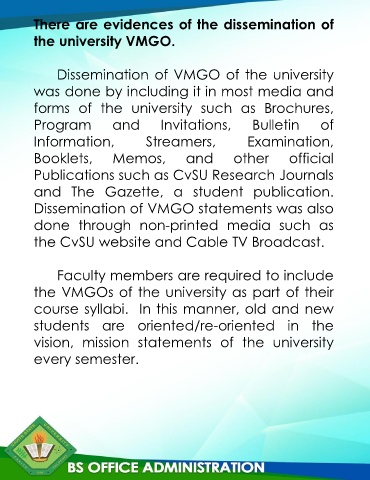 There are evidences of the dissemination of
the university VMGO.
Dissemination of VMGO of the university
was done by including it in most media and
forms of the university such as Brochures,
Program and Invitations, Bulletin of
Information, Streamers, Examination,
Booklets, Memos, and other official
Publications such as CvSU Research Journals
and The Gazette, a student publication.
Dissemination of VMGO statements was also
done through non-printed media such as
the CvSU website and Cable TV Broadcast.
Faculty members are required to include
the VMGOs of the university as part of their
course syllabi. In this manner, old and new
students are oriented/re-oriented in the
vision, mission statements of the university
every semester.
BS OFFICE ADMINISTRATION